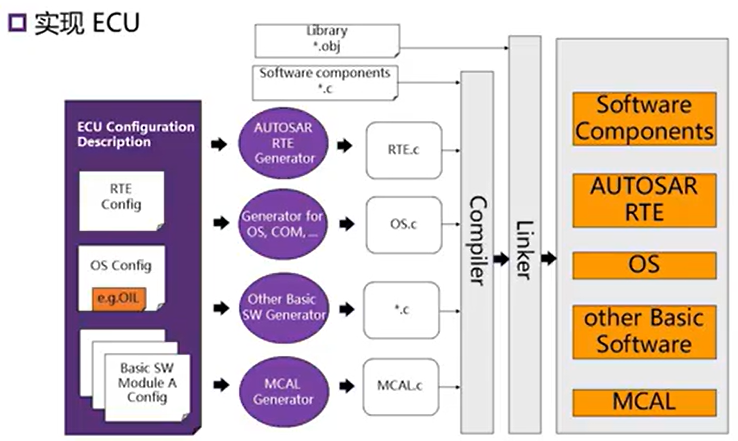 实现 ECU
Library
*.obj
Software components
*.c
ECU Configuration
Description
RTE
Config
OS Config
e.g.OIL
Basic SW
Module A
Config
AUTOSAR
RTE
Generator
Generator for
OS, COM, ...
Other Basic
SW Generator
MCAL
Generator
RTE.c
OS.c
*.c
MCAL.c
Compiler
Linker
Software
Components
AUTOSAR
RTE
OS
other Basic
Software
MCAL